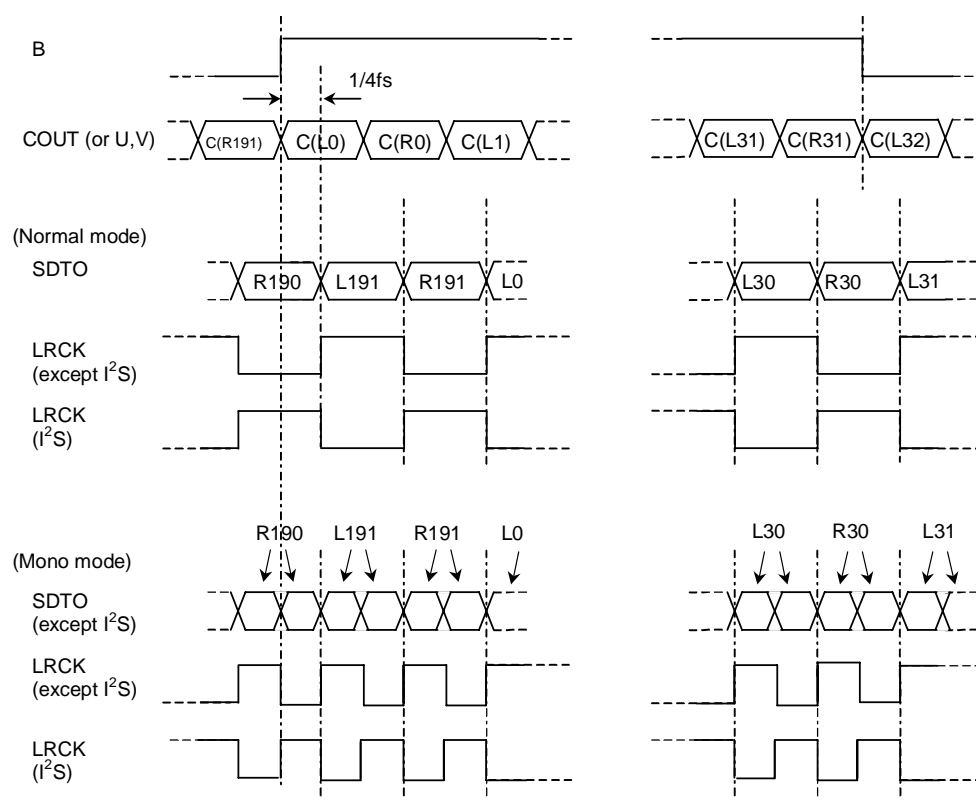 B
1/4fs
COUT (or U,V)
C(R191) C(L0) C(R0) C(L1) C(L31) C(R31) C(L32)
(Normal mode)
SDTO
R190 L191 R191 L0 L30 R30 L31
LRCK
(except I²S)
LRCK
(I²S)
R190 L191 R191 L0 L30 R30 L31
(Mono mode)
SDTO
(except I²S)
LRCK
(except I²S)
LRCK
(I²S)